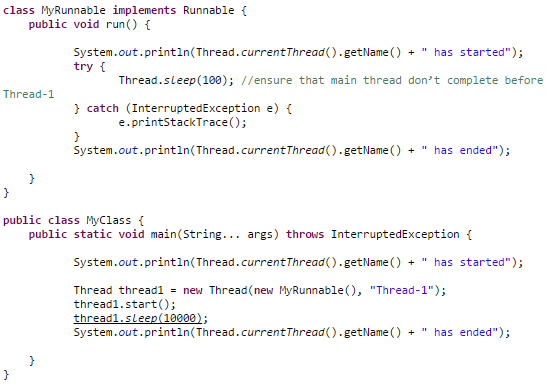 class MyRunnable implements Runnable {
    public void run() {

            System.out.println(Thread.currentThread().getName() + " has started");
            try {
                    Thread.sleep(100); //ensure that main thread don’t complete before
Thread-1
            } catch (InterruptedException e) {
                    e.printStackTrace();
            }
            System.out.println(Thread.currentThread().getName() + " has ended");

    }
}

public class MyClass {
    public static void main(String... args) throws InterruptedException {

            System.out.println(Thread.currentThread().getName() + " has started");

            Thread thread1 = new Thread(new MyRunnable(), "Thread-1");
            thread1.start();
            thread1.sleep(10000);
            System.out.println(Thread.currentThread().getName() + " has ended");

    }
}